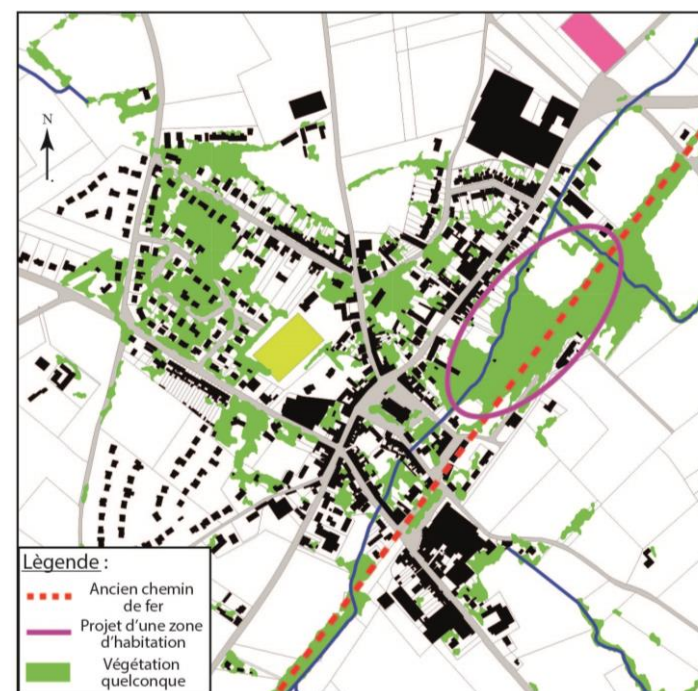 N
Lègende :
Ancien chemin
de fer
Projet d'une zone
d'habitation
Végétation
quelconque